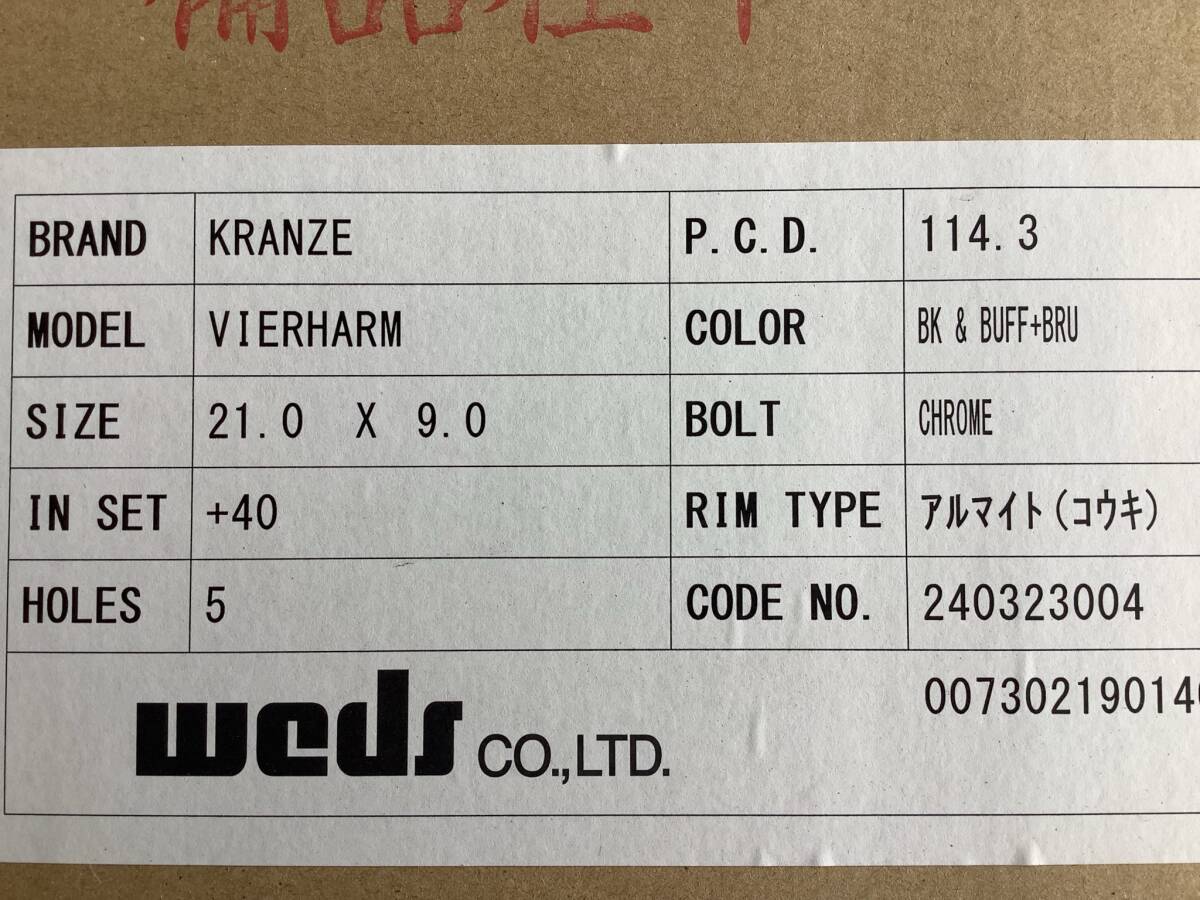 BRAND KRANZE P.C.D. 114.3
MODEL VIERHARM COLOR BK & BUFF+BRU
SIZE 21.0 X 9.0 BOLT CHROME
IN SET +40 RIM TYPE アルマイト(コウキ)
HOLES 5 CODE NO. 240323004
weds CO.,LTD.